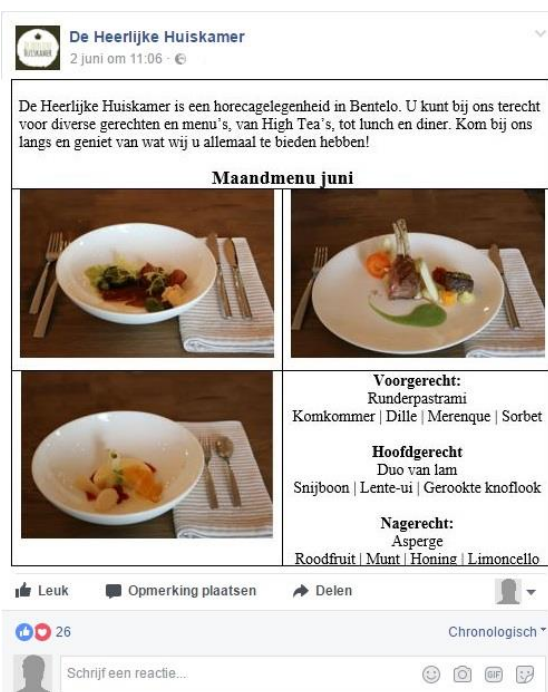 De Heerlijke Huiskamer
2 juni om 11:06
De Heerlijke Huiskamer is een horecagelegenheid in Bentelo. U kunt bij ons terecht
voor diverse gerechten en menu's, van High Tea's, tot lunch en diner. Kom bij ons
langs en geniet van wat wij u allemaal te bieden hebben!
Maandmenu juni
Voorgerecht:
Runderpastrami
Komkommer | Dille | Merenque | Sorbet
Hoofdgerecht
Duo van lam
Snijboon | Lente-ui | Gerookte knoflook
Nagerecht:
Asperge
Roodfruit | Munt | Honing | Limoncello
Leuk
Opmerking plaatsen
Delen
26
Chronologisch
Schrijf een reactie...
GIF